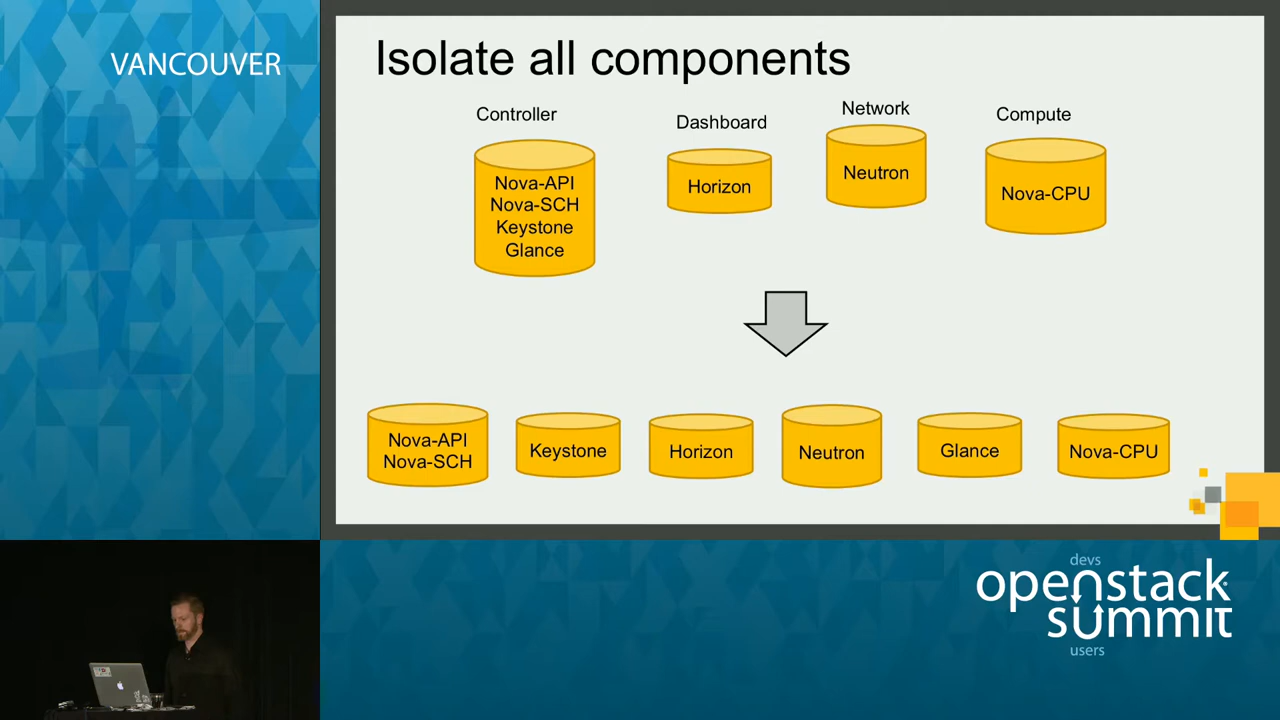 VANCOUVER
Isolate all components
Controller
Dashboard
Network
Compute
Nova-API
Nova-SCH
Keystone
Glance
Horizon
Neutron
Nova-CPU
Nova-API
Nova-SCH
Keystone
Horizon
Neutron
Glance
Nova-CPU
devs
openstack
summit
users